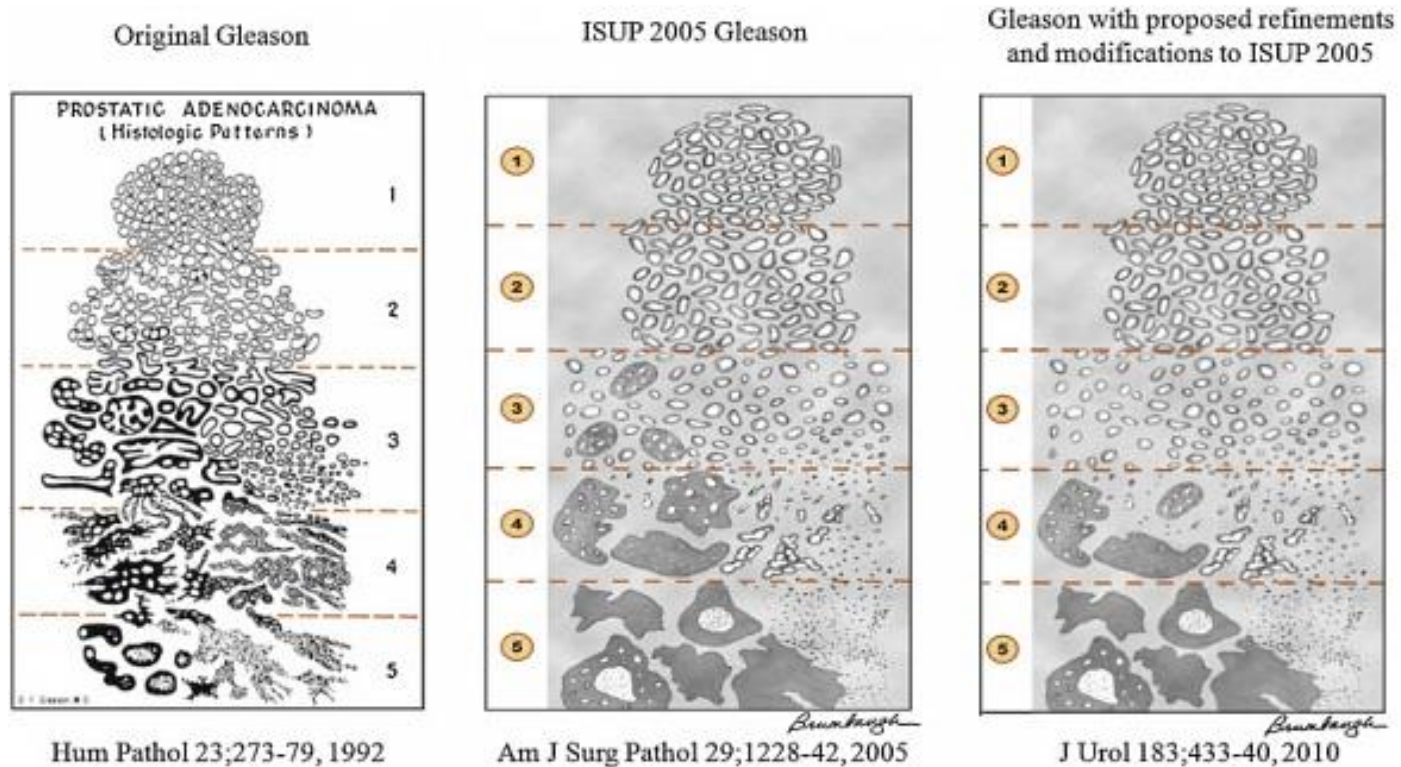 Original Gleason
ISUP 2005 Gleason
Gleason with proposed refinements
and modifications to ISUP 2005
PROSTATIC ADENOCARCINOMA
(Histologic Patterns)
1
2
3
4
5
1
2
3
4
5
1
2
3
4
5
Brumbaugh
Brumbaugh
Hum Pathol 23;273-79, 1992
Am J Surg Pathol 29;1228-42, 2005
J Urol 183;433-40, 2010